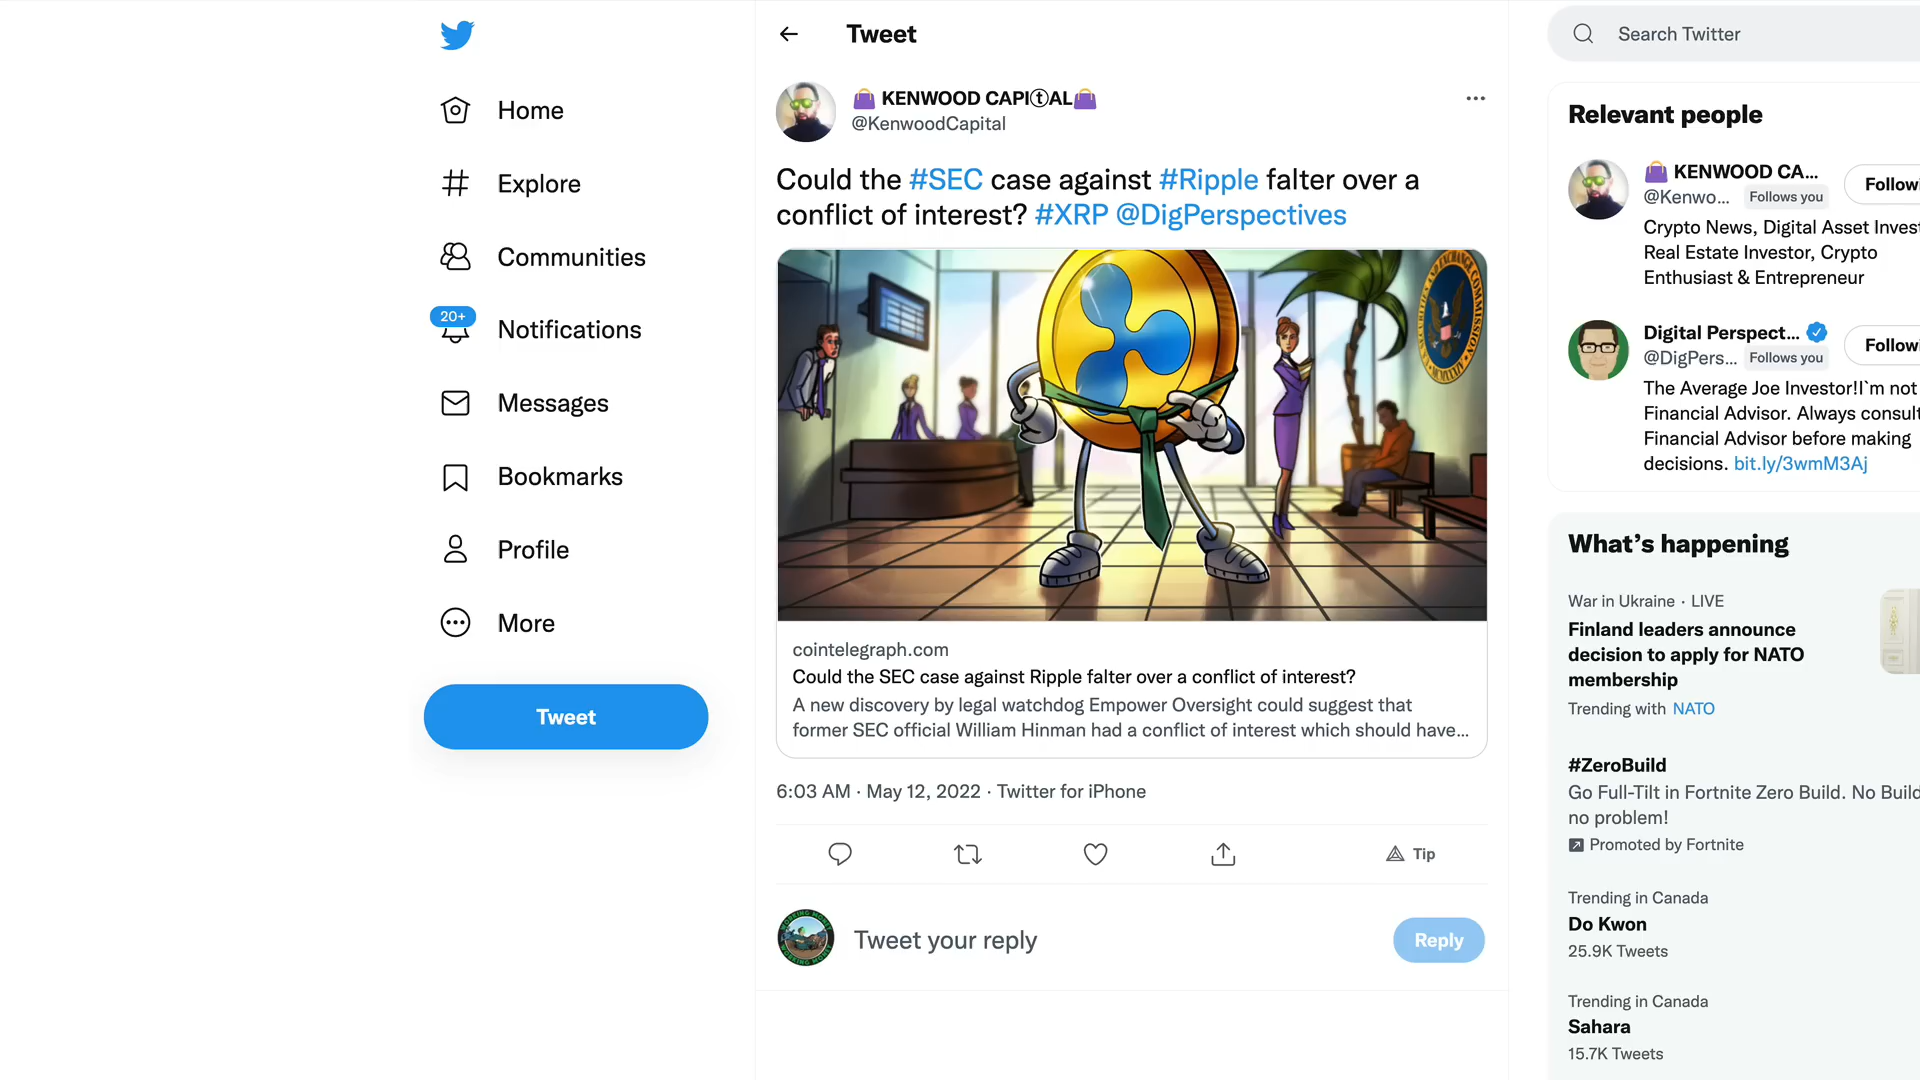 Home
Explore
Communities
20+
Notifications
Messages
Bookmarks
Profile
More
Tweet
Tweet
KENWOOD CAPIⓣAL
@KenwoodCapital
Could the #SEC case against #Ripple falter over a
conflict of interest? #XRP @DigPerspectives
cointelegraph.com
Could the SEC case against Ripple falter over a conflict of interest?
A new discovery by legal watchdog Empower Oversight could suggest that
former SEC official William Hinman had a conflict of interest which should have...
6:03 AM · May 12, 2022 · Twitter for iPhone
Tip
Tweet your reply
Reply
Search Twitter
Relevant people
KENWOOD CA...
@Kenwo... Follows you
Followi
Crypto News, Digital Asset Invest
Real Estate Investor, Crypto
Enthusiast & Entrepreneur
Digital Perspect...
@DigPers... Follows you
Followi
The Average Joe Investor!I`m not
Financial Advisor. Always consult
Financial Advisor before making
decisions. bit.ly/3wmM3Aj
What's happening
War in Ukraine · LIVE
Finland leaders announce
decision to apply for NATO
membership
Trending with NATO
#ZeroBuild
Go Full-Tilt in Fortnite Zero Build. No Build
no problem!
Promoted by Fortnite
Trending in Canada
Do Kwon
25.9K Tweets
Trending in Canada
Sahara
15.7K Tweets